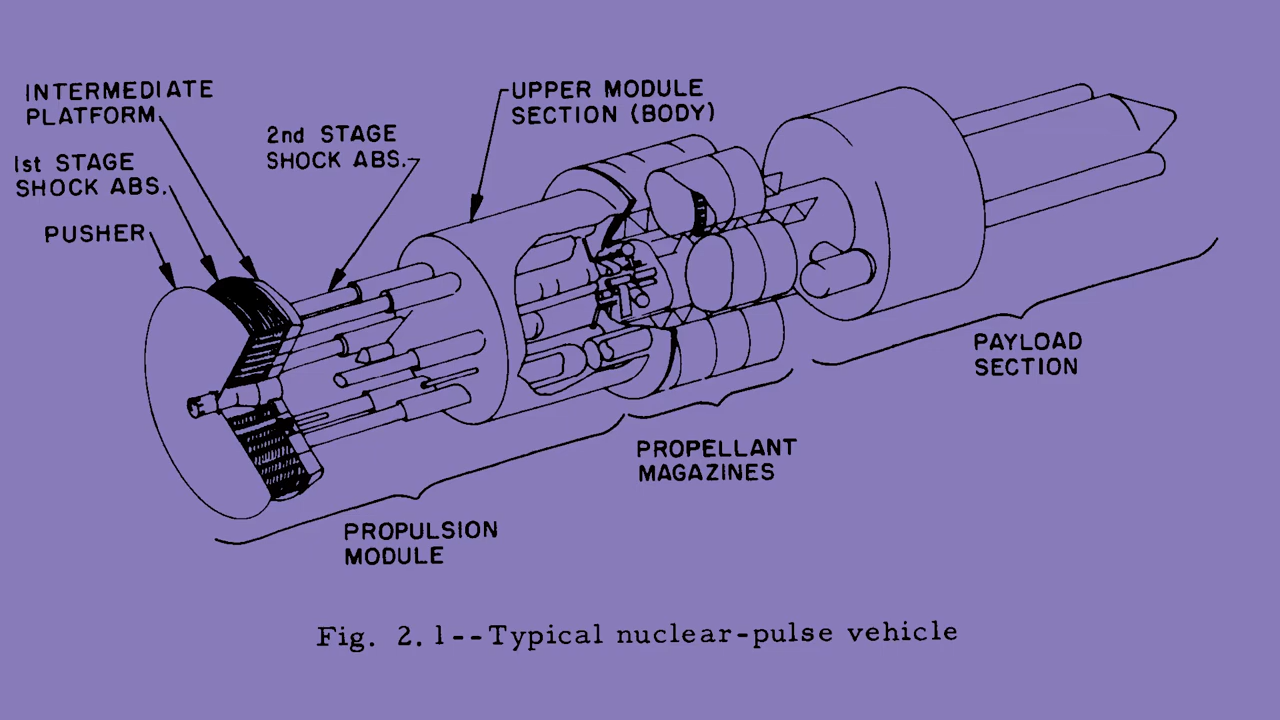 INTERMEDIATE
PLATFORM
1st STAGE
SHOCK ABS.
PUSHER
2nd STAGE
SHOCK ABS.
UPPER MODULE
SECTION (BODY)
PAYLOAD
SECTION
PROPELLANT
MAGAZINES
PROPULSION
MODULE
Fig. 2.1--Typical nuclear-pulse vehicle